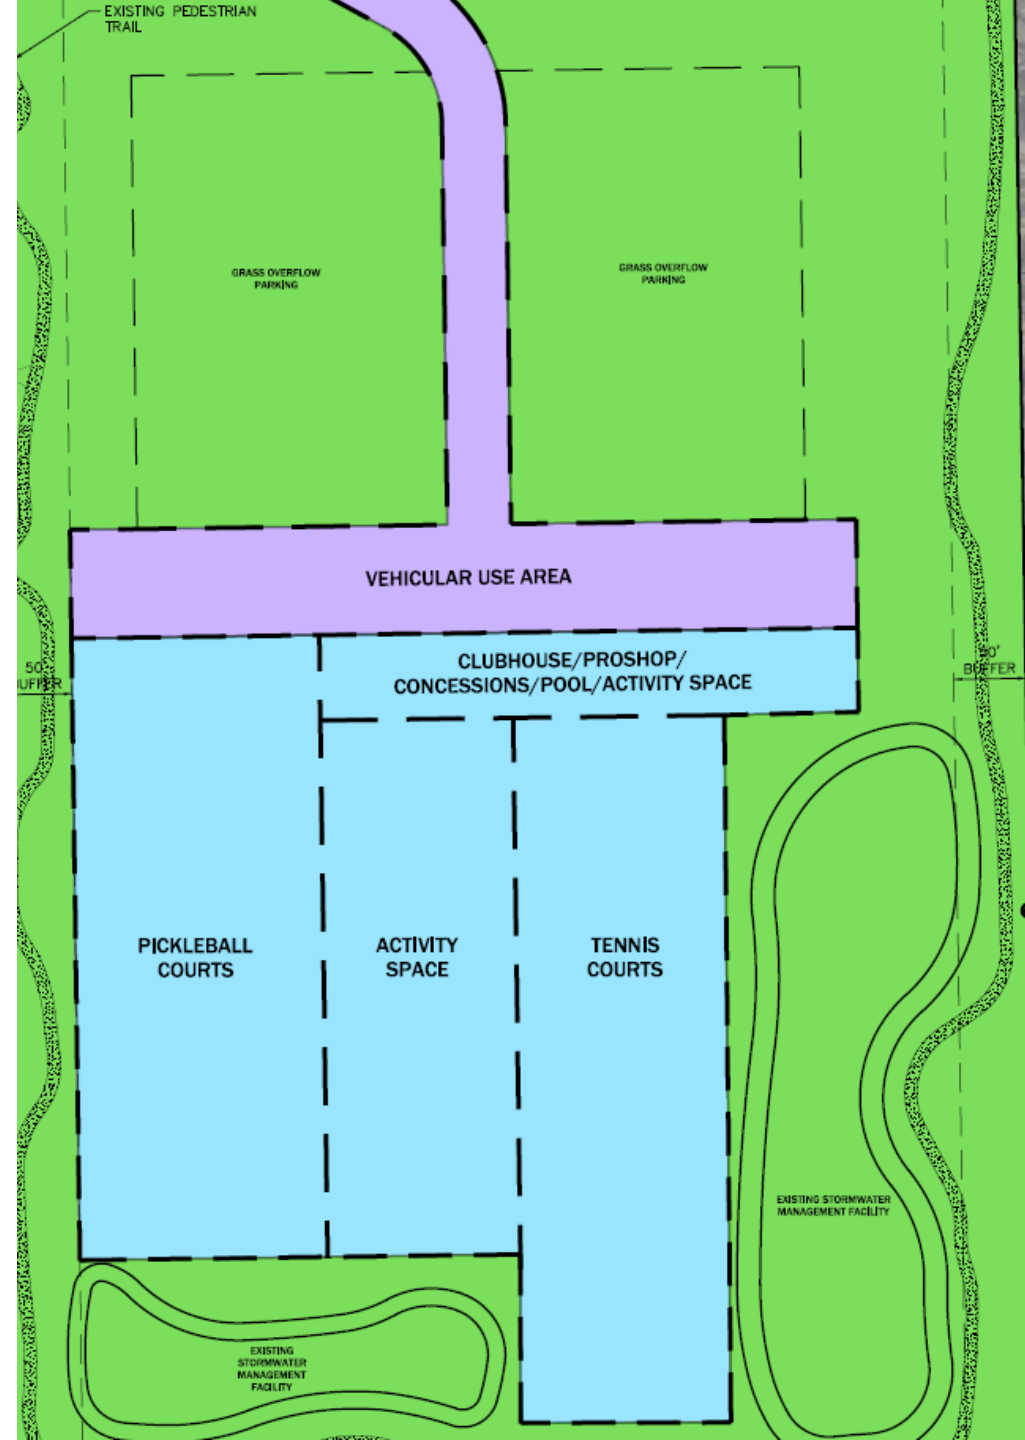 EXISTING PEDESTRIAN
TRAIL
GRASS OVERFLOW
PARKING
GRASS OVERFLOW
PARKING
VEHICULAR USE AREA
CLUBHOUSE/PROSHOP/
CONCESSIONS/POOL/ACTIVITY SPACE
50'
BUFFER
BUFFER
PICKLEBALL
COURTS
ACTIVITY
SPACE
TENNIS
COURTS
EXISTING STORMWATER
MANAGEMENT FACILITY
EXISTING
STORMWATER
MANAGEMENT
FACILITY